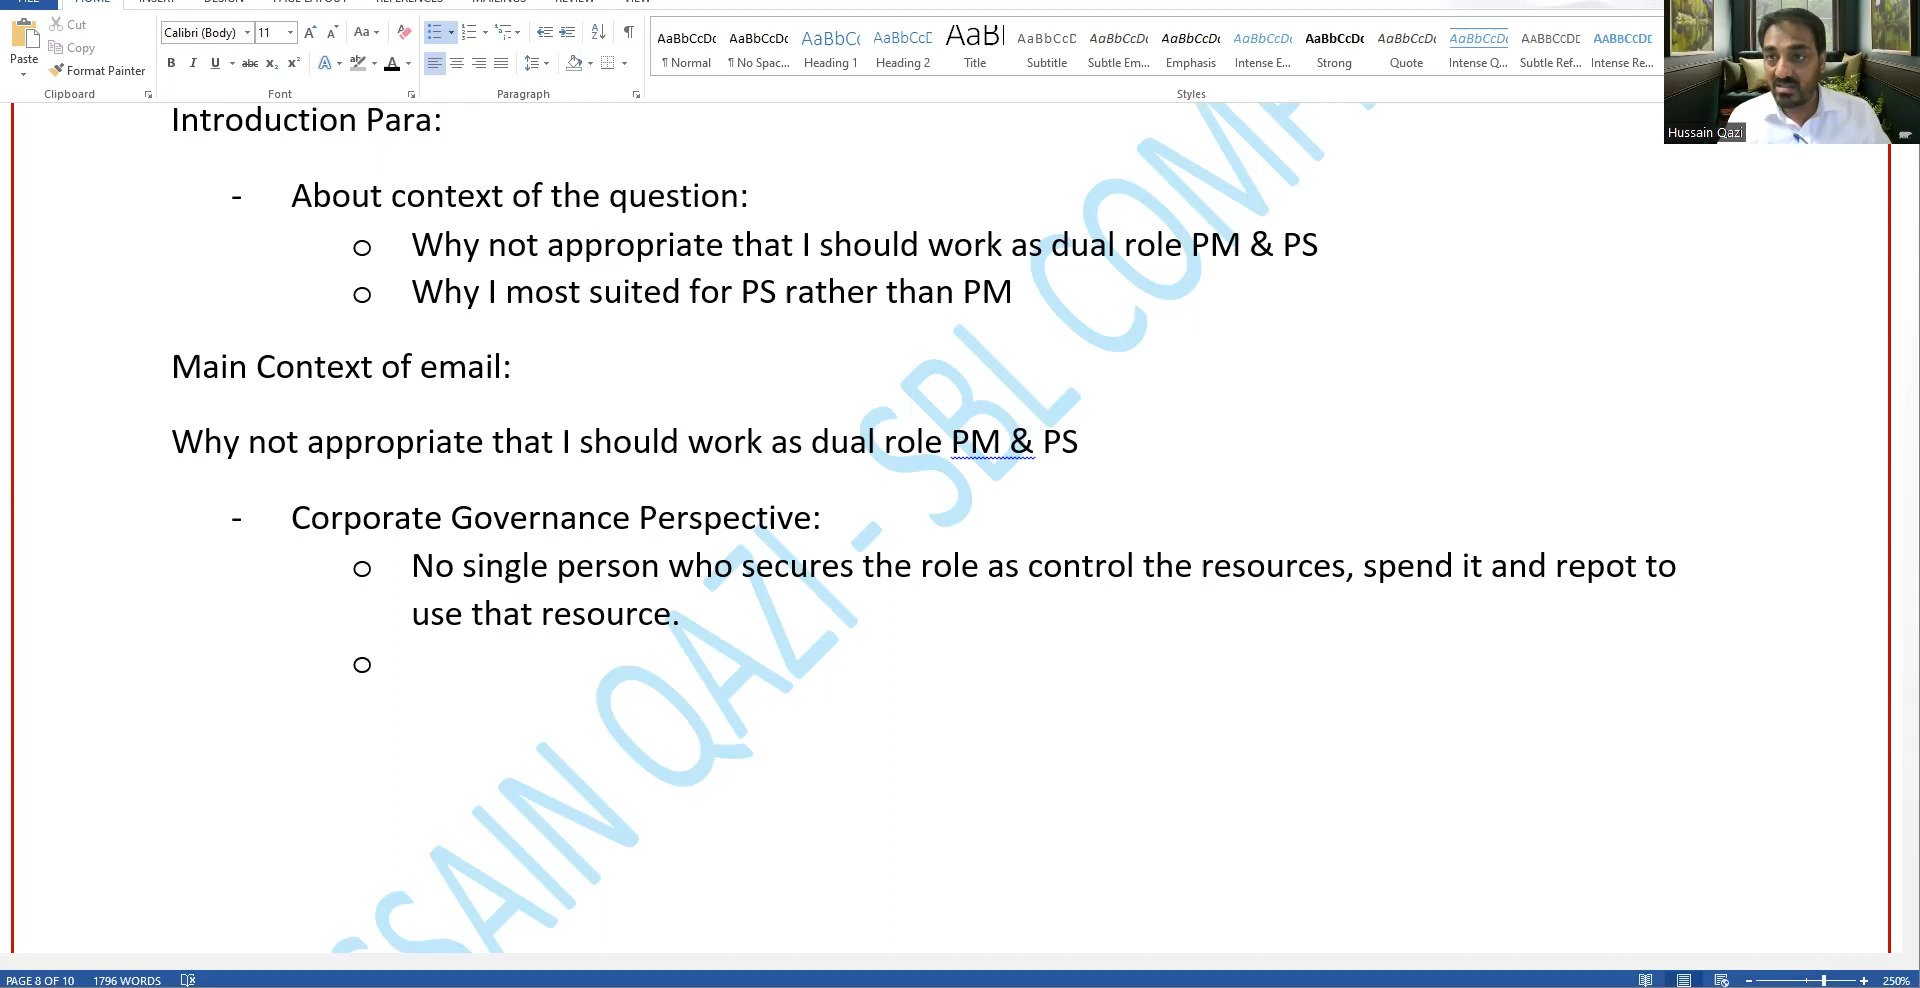 FILE HOME INSERT DESIGN PAGE LAYOUT REFERENCES MAILINGS REVIEW VIEW
Paste
Cut
Copy
Format Painter
Clipboard
Calibri (Body) 11
Font
Paragraph
AaBbCcDc AaBbCcDc AaBbCc AaBbCcD AaB AaBbCcD AaBbCcDc AaBbCcDc AaBbCcDc AaBbCcDc AaBbCcDc AaBbCcDc AABBCCDE AABBCCDE
¶ Normal ¶ No Spac... Heading 1 Heading 2 Title Subtitle Subtle Em... Emphasis Intense E... Strong Quote Intense Q... Subtle Ref... Intense Re...
Styles
Hussain Qazi
Introduction Para:
- About context of the question:
o Why not appropriate that I should work as dual role PM & PS
o Why I most suited for PS rather than PM
Main Context of email:
Why not appropriate that I should work as dual role PM & PS
- Corporate Governance Perspective:
o No single person who secures the role as control the resources, spend it and repot to
use that resource.
o
SSAIN QAZI - SBL COMP
PAGE 8 OF 10 1796 WORDS
250%